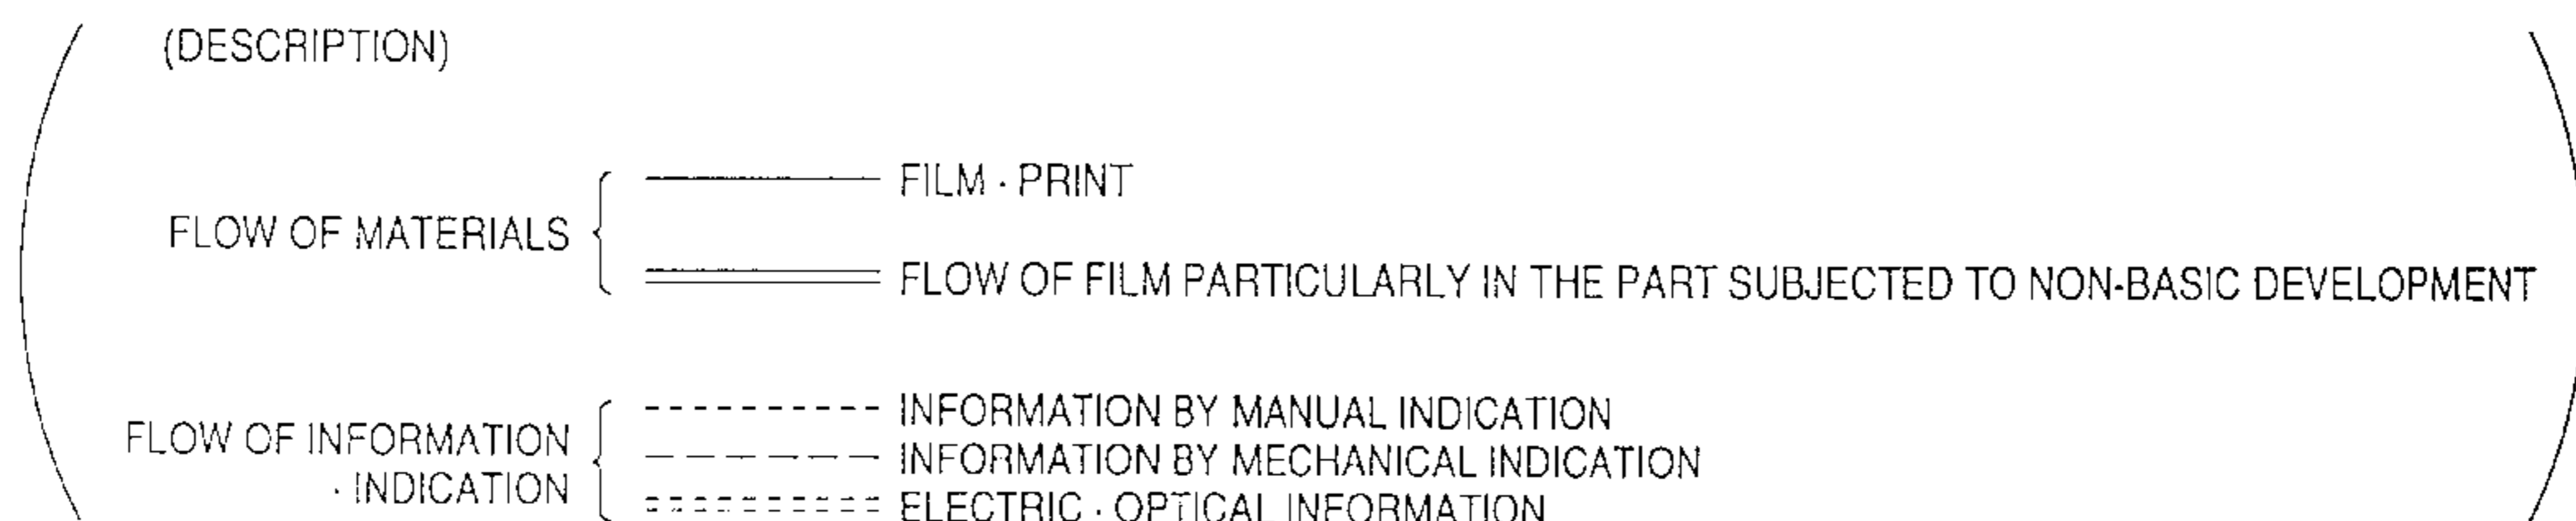 (DESCRIPTION)
FILM · PRINT
FLOW OF MATERIALS
FLOW OF FILM PARTICULARLY IN THE PART SUBJECTED TO NON-BASIC DEVELOPMENT
INFORMATION BY MANUAL INDICATION
FLOW OF INFORMATION
· INDICATION
INFORMATION BY MECHANICAL INDICATION
ELECTRIC · OPTICAL INFORMATION